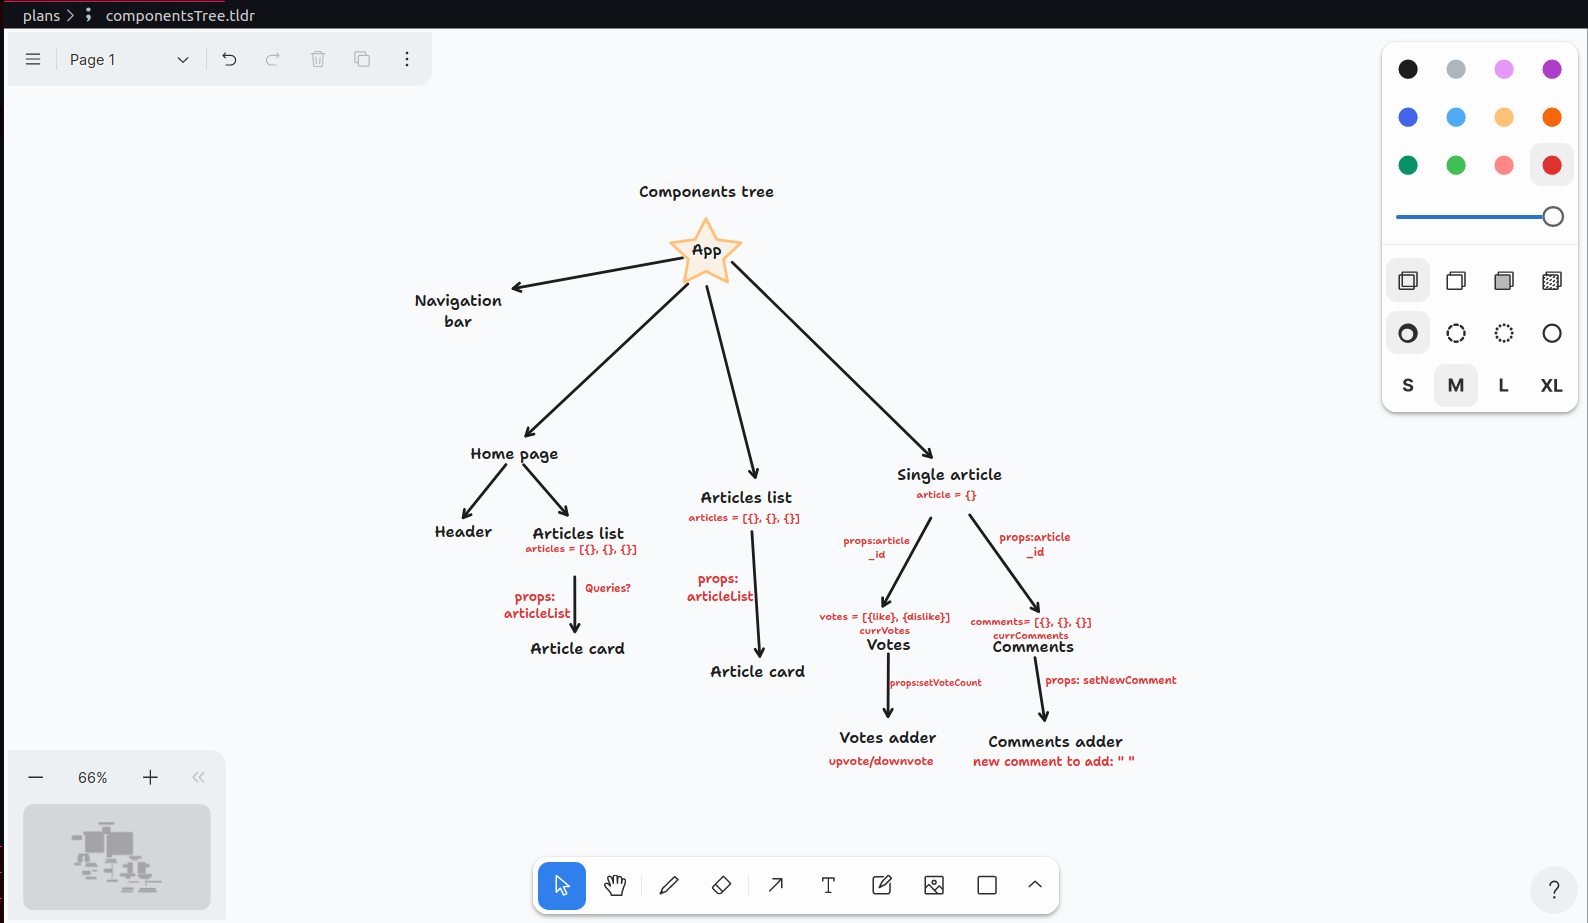 plans > componentsTree.tldr
Page 1
Components tree
App
Navigation
bar
Home page
Single article
article = {}
Articles list
articles = [{}, {}, {}]
Header
Articles list
articles = [{}, {}, {}]
props:article
_id
props:article
_id
Queries?
props:
articleList
props:
articleList
votes = [{like}, {dislike}]
currVotes
Votes
comments= [{}, {}, {}]
currComments
Comments
Article card
Article card
props:setVoteCount
props: setNewComment
Votes adder
upvote/downvote
Comments adder
new comment to add: " "
S M L XL
66%
?